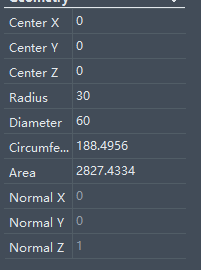 Geometry
Center X 0
Center Y 0
Center Z 0
Radius 30
Diameter 60
Circumfe... 188.4956
Area 2827.4334
Normal X 0
Normal Y 0
Normal Z 1